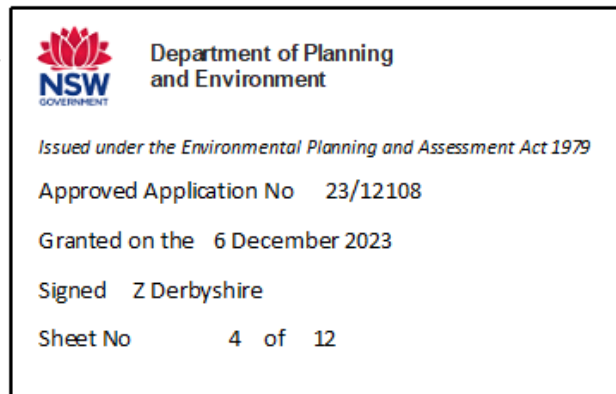 Department of Planning
and Environment
NSW
GOVERNMENT
Issued under the Environmental Planning and Assessment Act 1979
Approved Application No 23/12108
Granted on the 6 December 2023
Signed Z Derbyshire
Sheet No 4 of 12